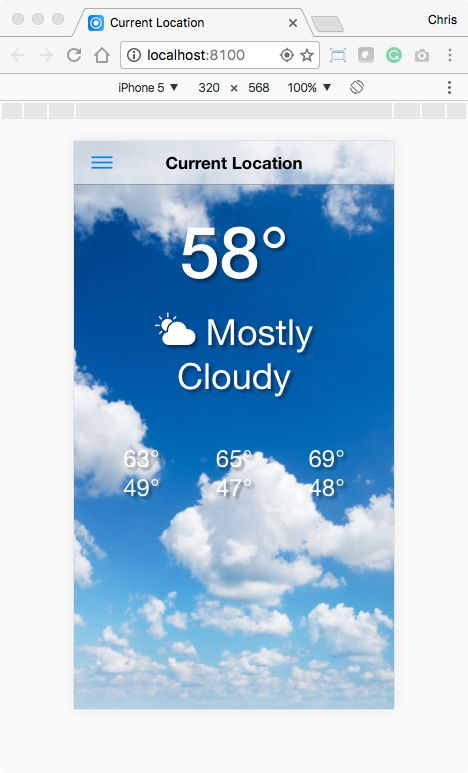 Current Location
Chris
localhost:8100
iPhone 5 ▼ 320 × 568 100% ▼
Current Location
58°
Mostly
Cloudy
63° 65° 69°
49° 47° 48°